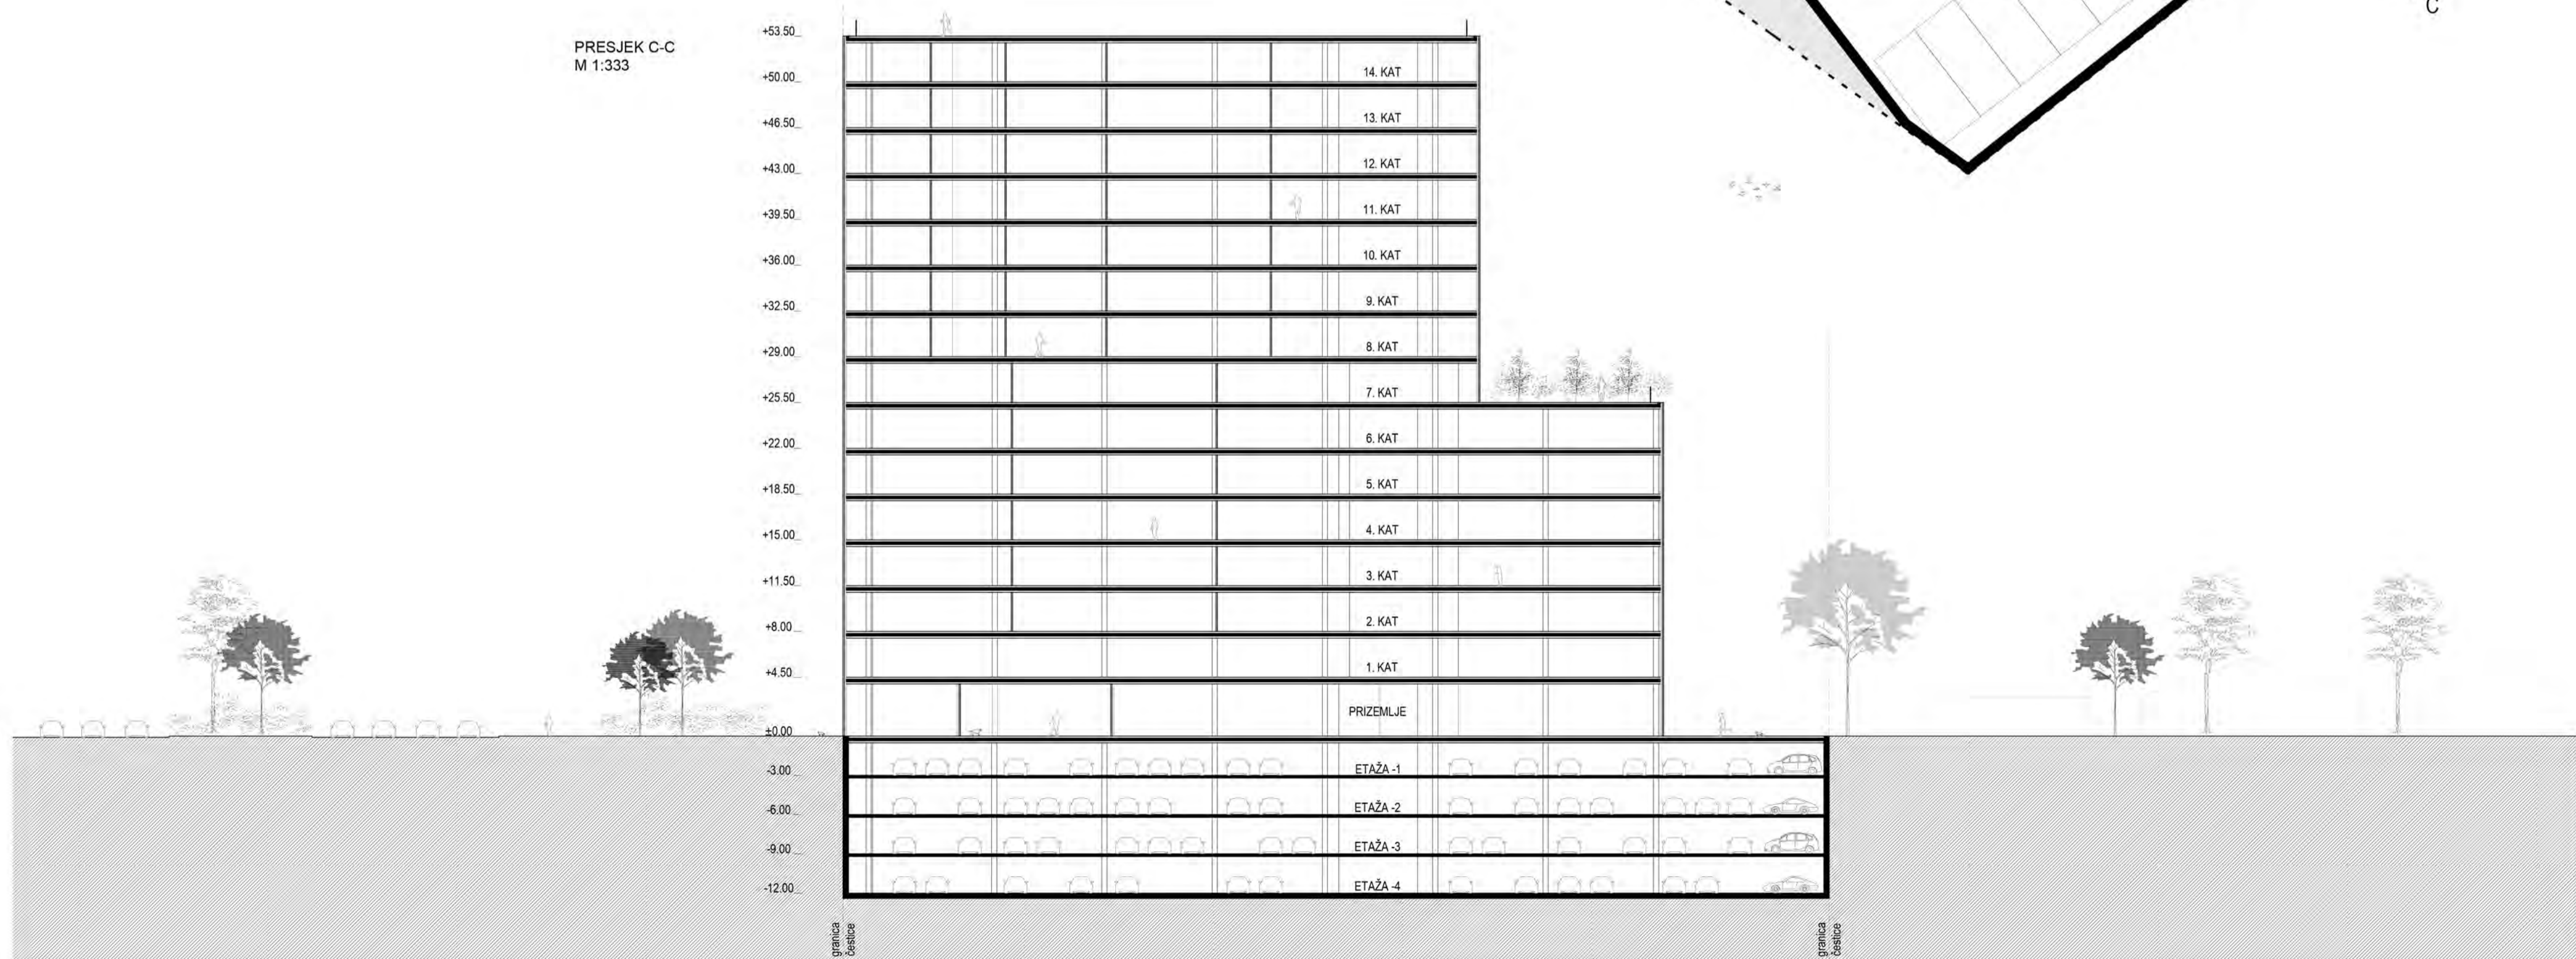 C
PRESJEK C-C
M 1:333
+53.50
14. KAT
+50.00
13. KAT
+46.50
12. KAT
+43.00
11. KAT
+39.50
10. KAT
+36.00
9. KAT
+32.50
8. KAT
+29.00
7. KAT
+25.50
6. KAT
+22.00
5. KAT
+18.50
4. KAT
+15.00
3. KAT
+11.50
2. KAT
+8.00
1. KAT
+4.50
PRIZEMLJE
±0.00
ETAŽA -1
-3.00
ETAŽA -2
-6.00
ETAŽA -3
-9.00
ETAŽA -4
-12.00
granica
čestice
granica
čestice